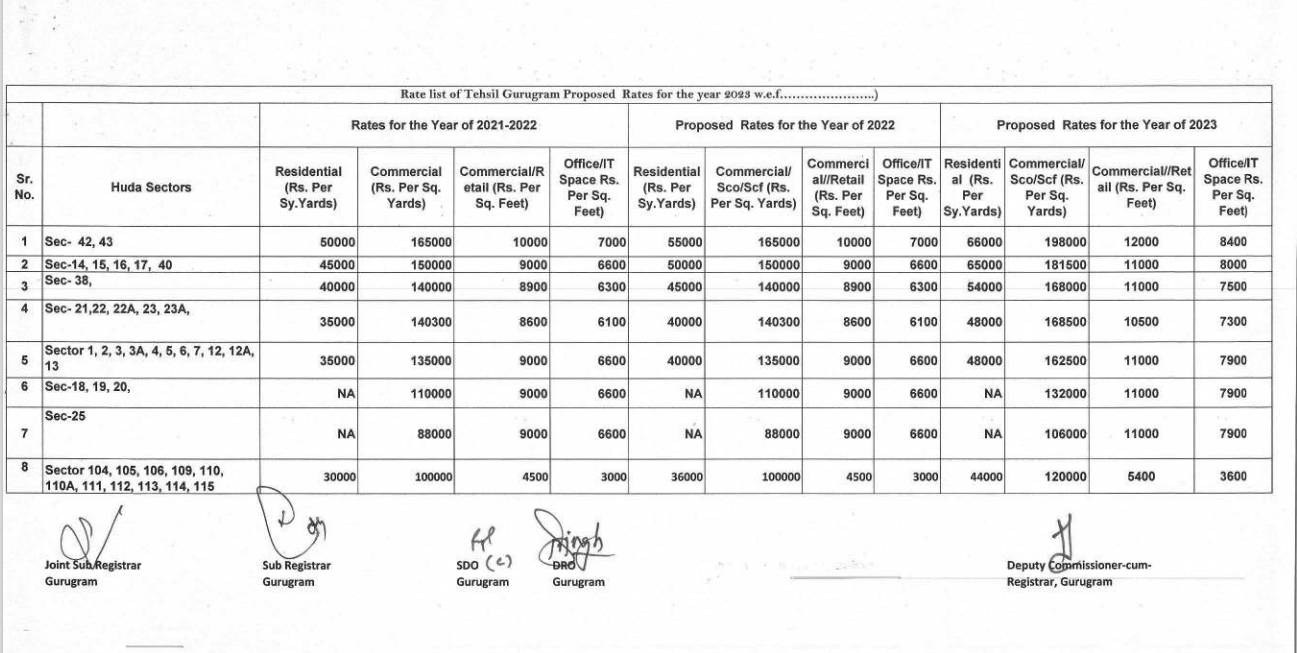 Rate list of Tehsil Gurugram Proposed Rates for the year 2023 w.e.f........................)
Rates for the Year of 2021-2022 Proposed Rates for the Year of 2022 Proposed Rates for the Year of 2023
Sr. No. Huda Sectors Residential (Rs. Per Sy.Yards) Commercial (Rs. Per Sq. Yards) Commercial/Retail (Rs. Per Sq. Feet) Office/IT Space Rs. Per Sq. Feet) Residential (Rs. Per Sy.Yards) Commercial/ Sco/Scf (Rs. Per Sq. Yards) Commercial//Retail (Rs. Per Sq. Feet) Office/IT Space Rs. Per Sq. Feet) Residential (Rs. Per Sy.Yards) Commercial/ Sco/Scf (Rs. Per Sq. Yards) Commercial//Retail (Rs. Per Sq. Feet) Office/IT Space Rs. Per Sq. Feet)
1 Sec- 42, 43 50000 165000 10000 7000 55000 165000 10000 7000 66000 198000 12000 8400
2 Sec-14, 15, 16, 17, 40 45000 150000 9000 6600 50000 150000 9000 6600 65000 181500 11000 8000
3 Sec- 38, 40000 140000 8900 6300 45000 140000 8900 6300 54000 168000 11000 7500
4 Sec- 21,22, 22A, 23, 23A, 35000 140300 8600 6100 40000 140300 8600 6100 48000 168500 10500 7300
5 Sector 1, 2, 3, 3A, 4, 5, 6, 7, 12, 12A, 13 35000 135000 9000 6600 40000 135000 9000 6600 48000 162500 11000 7900
6 Sec-18, 19, 20, NA 110000 9000 6600 NA 110000 9000 6600 NA 132000 11000 7900
7 Sec-25 NA 88000 9000 6600 NA 88000 9000 6600 NA 106000 11000 7900
8 Sector 104, 105, 106, 109, 110, 110A, 111, 112, 113, 114, 115 30000 100000 4500 3000 36000 100000 4500 3000 44000 120000 5400 3600
Joint Sub Registrar
Gurugram
Sub Registrar
Gurugram
SDO (c)
Gurugram
DRO
Gurugram
Deputy Commissioner-cum-
Registrar, Gurugram